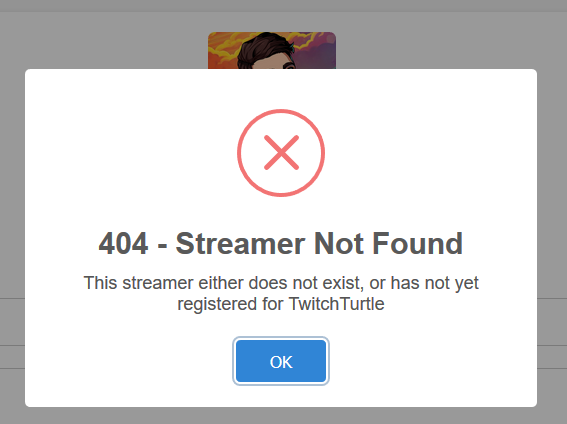 404 - Streamer Not Found
This streamer either does not exist, or has not yet
registered for TwitchTurtle
OK